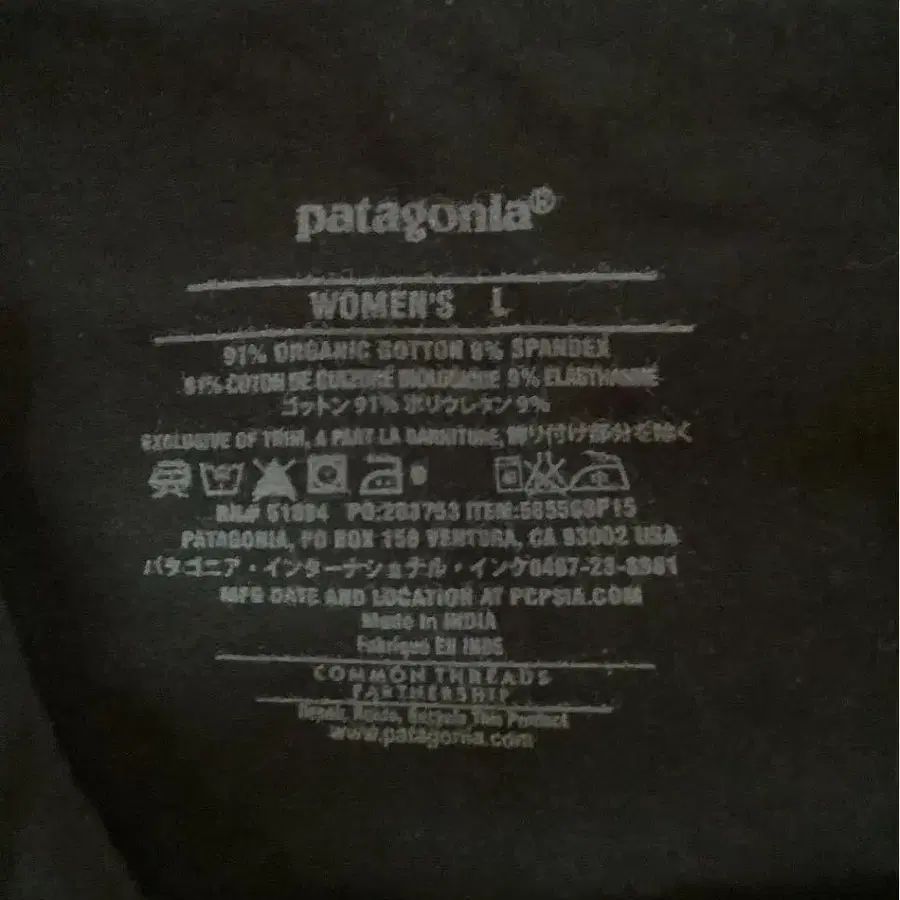 patagonia®
WOMEN'S L
91% ORGANIC COTTON 9% SPANDEX
91% COTON DE CULTURE BIOLOGIQUE 9% ELASTHANNE
コットン 91% ポリウレタン 9%
EXCLUSIVE OF TRIM, A PART LA GARNITURE, 飾り付け部分を除く
RN# 51884 PO:203753
PATAGONIA, PO BOX 150 VENTURA, CA 93002 USA
パタゴニア・インターナショナル・インク
MFG DATE AND LOCATION AT PCPSIA.COM
Made in INDIA
Fabriqué EN INDE
COMMON THREADS
PARTNERSHIP
Repair, Reuse, Recycle This Product
www.patagonia.com